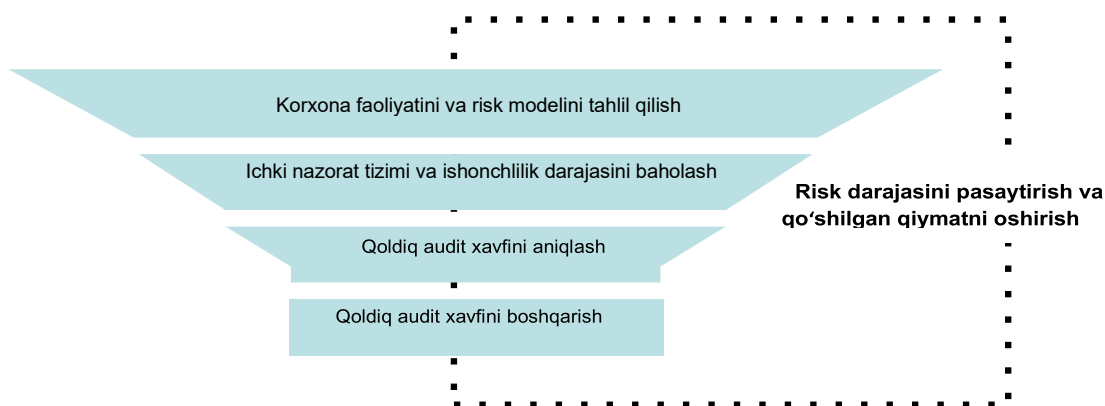 Korxona faoliyatini va risk modelini tahlil qilish
Ichki nazorat tizimi va ishonchlilik darajasini baholash
Risk darajasini pasaytirish va
qo‘shilgan qiymatni oshirish
Qoldiq audit xavfini aniqlash
Qoldiq audit xavfini boshqarish